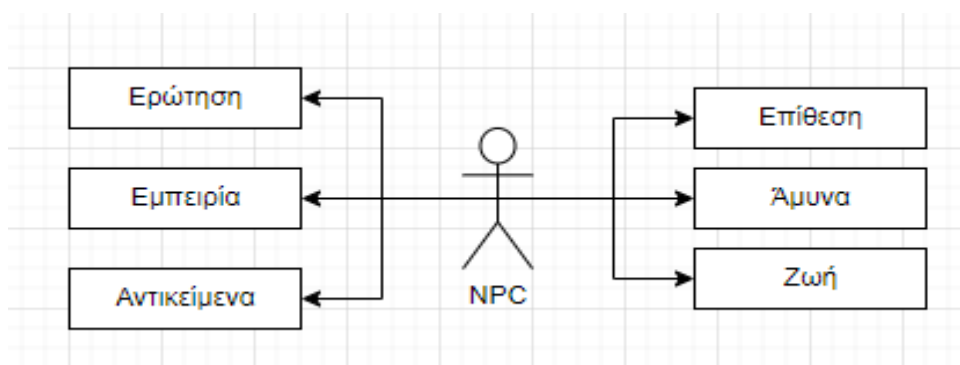 Ερώτηση
Εμπειρία
Αντικείμενα
NPC
Επίθεση
Άμυνα
Ζωή